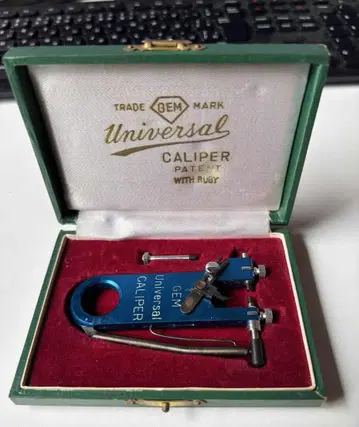 TRADE GEM MARK
Universal
CALIPER
PATENT
WITH RUBY
GEM
Universal
CALIPER